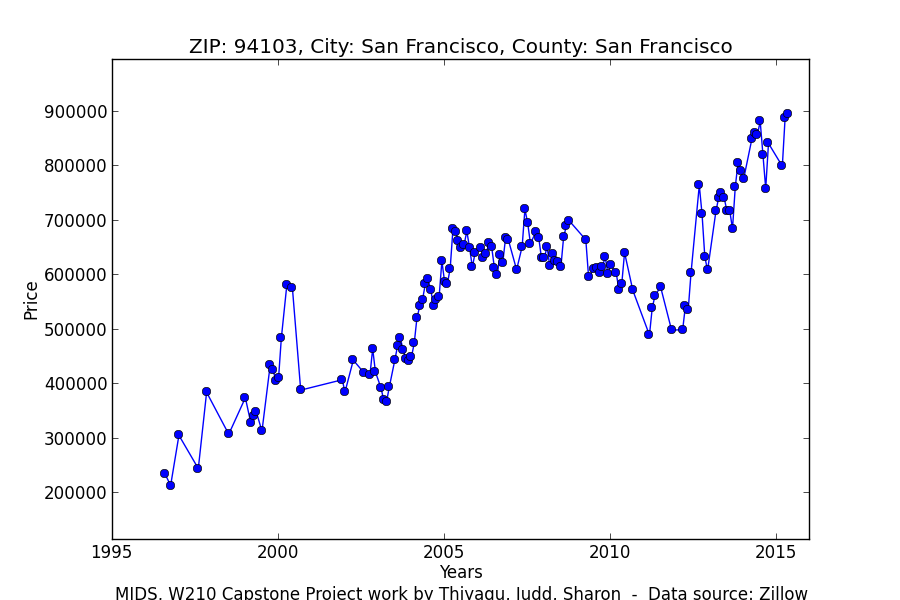 ZIP: 94103, City: San Francisco, County: San Francisco
900000
800000
700000
600000
500000
400000
300000
200000
Price
1995 2000 2005 2010 2015
Years
MIDS, W210 Capstone Project work by Thiyagu, Judd, Sharon - Data source: Zillow